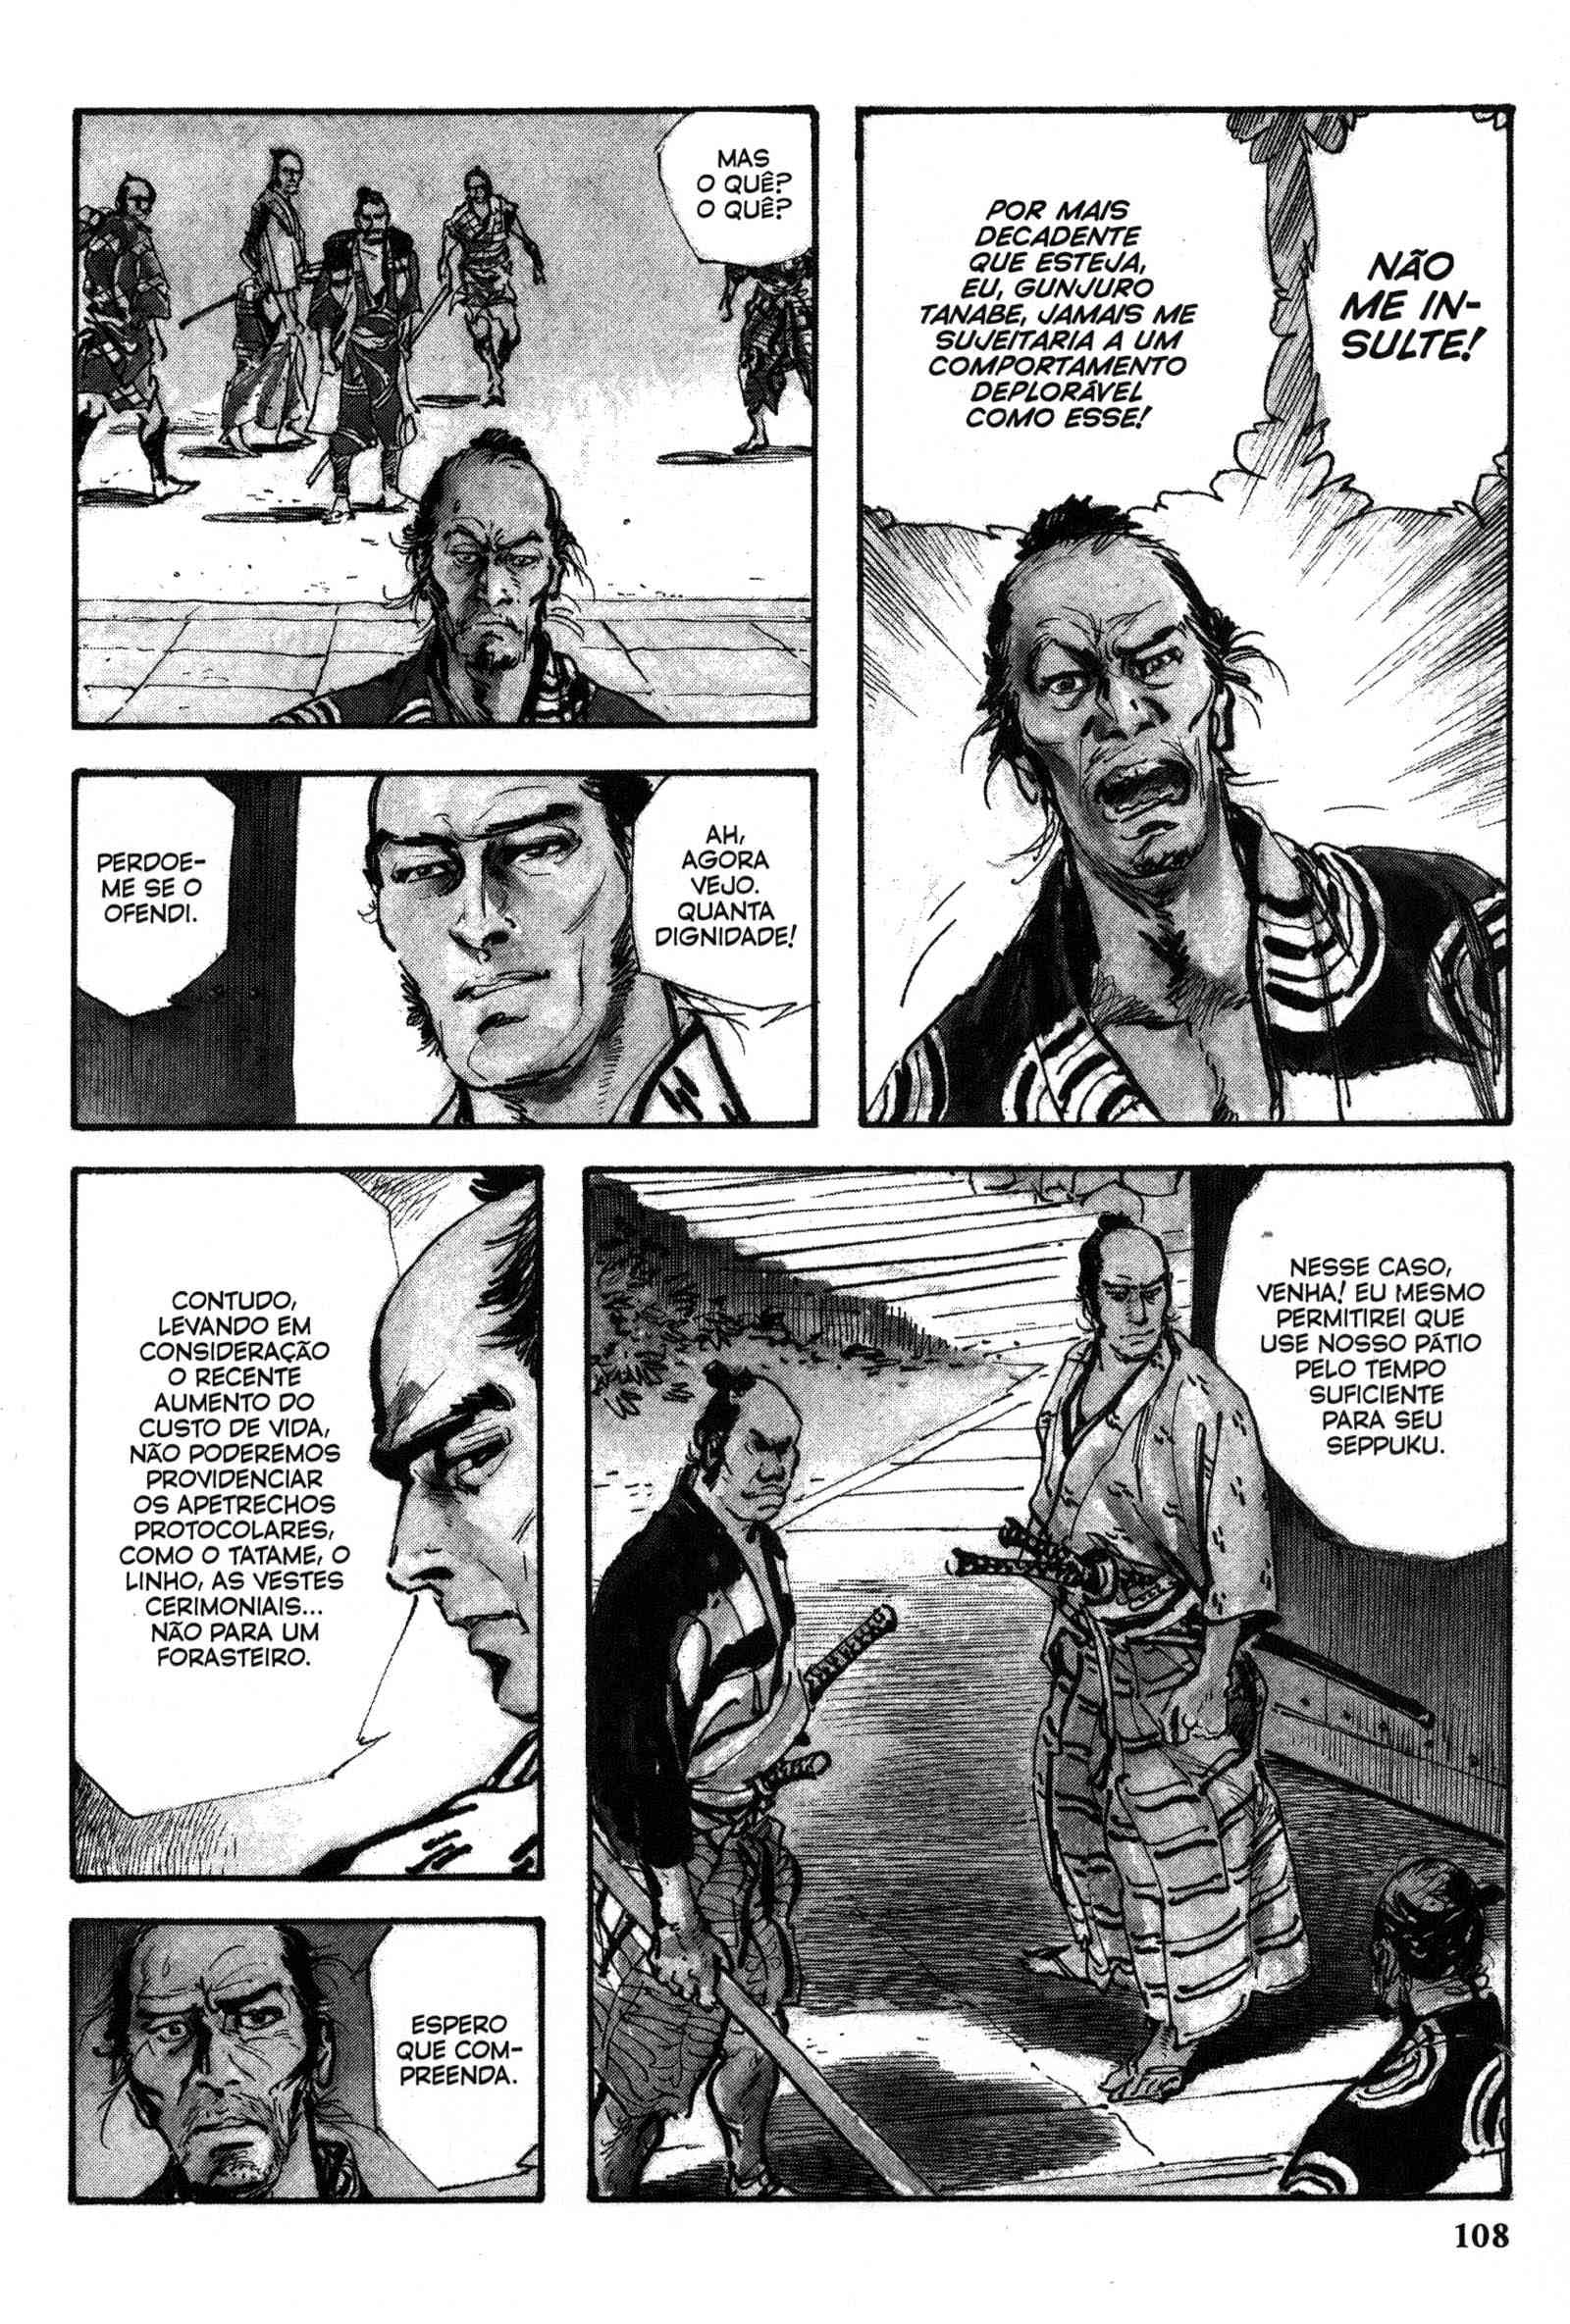 NÃO
ME IN-
SULTE!
POR MAIS
DECADENTE
QUE ESTEJA,
EU, GUNJURO
TANABE, JAMAIS ME
SUJEITARIA A UM
COMPORTAMENTO
DEPLORÁVEL
COMO ESSE!
MAS
O QUÊ?
O QUÊ?
AH,
AGORA
VEJO.
QUANTA
DIGNIDADE!
PERDOE-
ME SE O
OFENDI.
NESSE CASO,
VENHA! EU MESMO
PERMITIREI QUE
USE NOSSO PÁTIO
PELO TEMPO
SUFICIENTE
PARA SEU
SEPPUKU.
CONTUDO,
LEVANDO EM
CONSIDERAÇÃO
O RECENTE
AUMENTO DO
CUSTO DE VIDA,
NÃO PODEREMOS
PROVIDENCIAR
OS APETRECHOS
PROTOCOLARES,
COMO O TATAME, O
LINHO, AS VESTES
CERIMONIAIS...
NÃO PARA UM
FORASTEIRO.
ESPERO
QUE COM-
PREENDA.
108